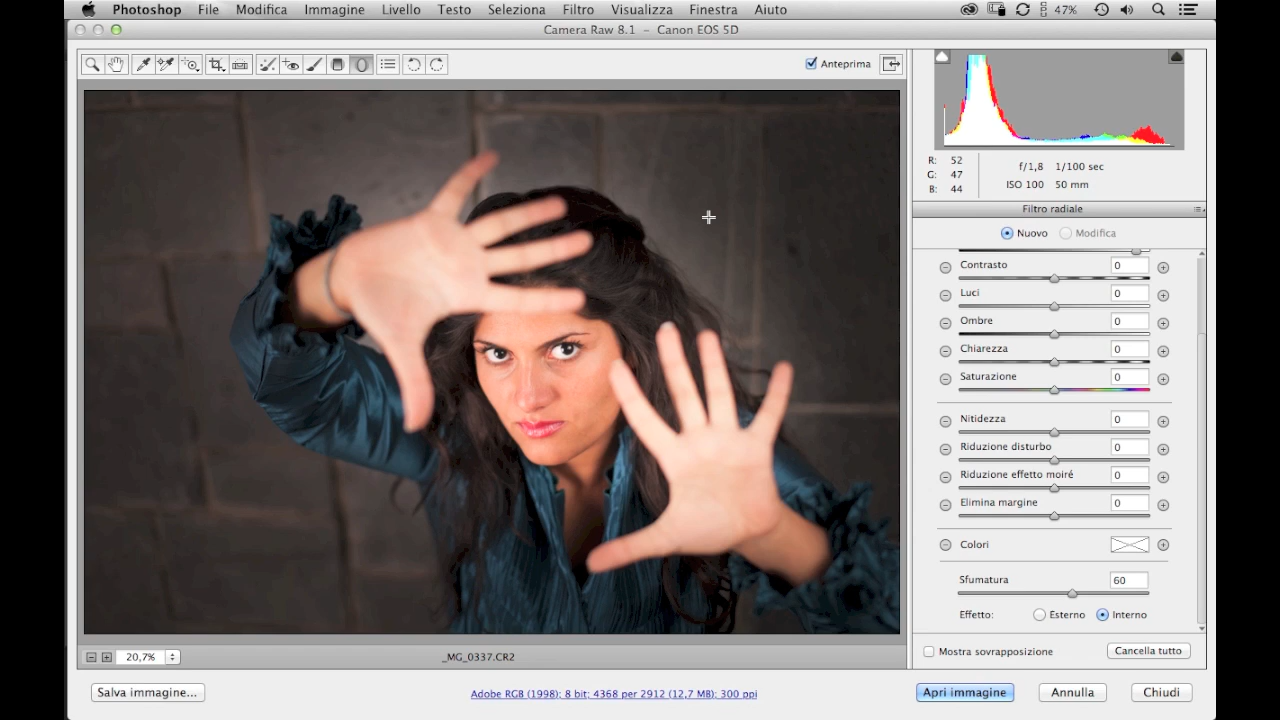 Photoshop File Modifica Immagine Livello Testo Seleziona Filtro Visualizza Finestra Aiuto 47%
Camera Raw 8.1 – Canon EOS 5D
Anteprima
R: 52
G: 47
B: 44
f/1,8 1/100 sec
ISO 100 50 mm
Filtro radiale
Nuovo Modifica
Contrasto 0
Luci 0
Ombre 0
Chiarezza 0
Saturazione 0
Nitidezza 0
Riduzione disturbo 0
Riduzione effetto moiré 0
Elimina margine 0
Colori
Sfumatura 60
Effetto: Esterno Interno
Mostra sovrapposizione Cancella tutto
20,7% _MG_0337.CR2
Salva immagine... Adobe RGB (1998); 8 bit; 4368 per 2912 (12,7 MB); 300 ppi Apri immagine Annulla Chiudi